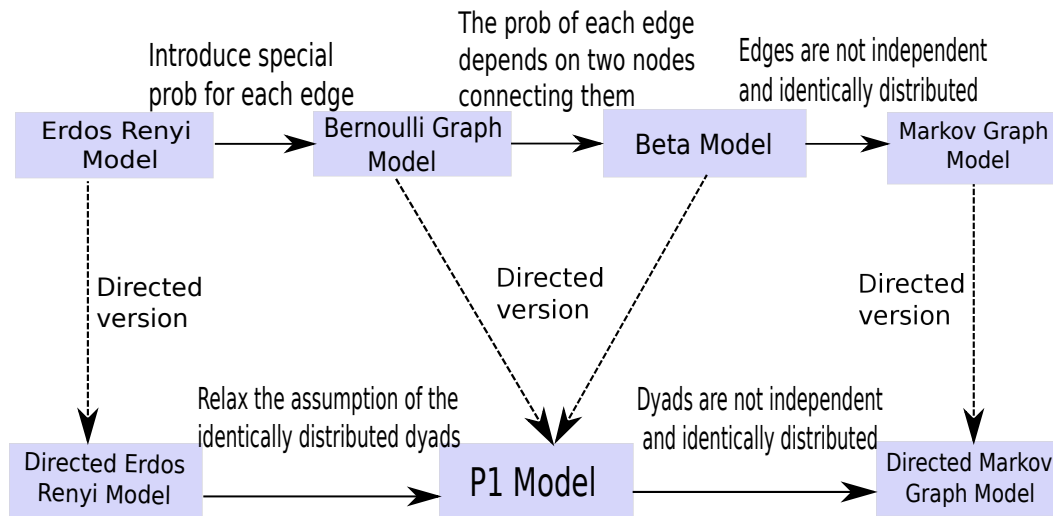 Introduce special
prob for each edge
The prob of each edge
depends on two nodes
connecting them
Edges are not independent
and identically distributed
Erdos Renyi
Model
Bernoulli Graph
Model
Beta Model
Markov Graph
Model
Directed
version
Directed
version
Directed
version
Relax the assumption of the
identically distributed dyads
Dyads are not independent
and identically distributed
Directed Erdos
Renyi Model
P1 Model
Directed Markov
Graph Model